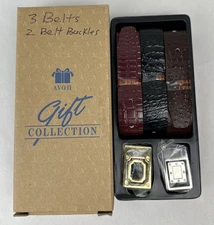 3 Belts
2 Belt Buckles
AVON
Gift
COLLECTION